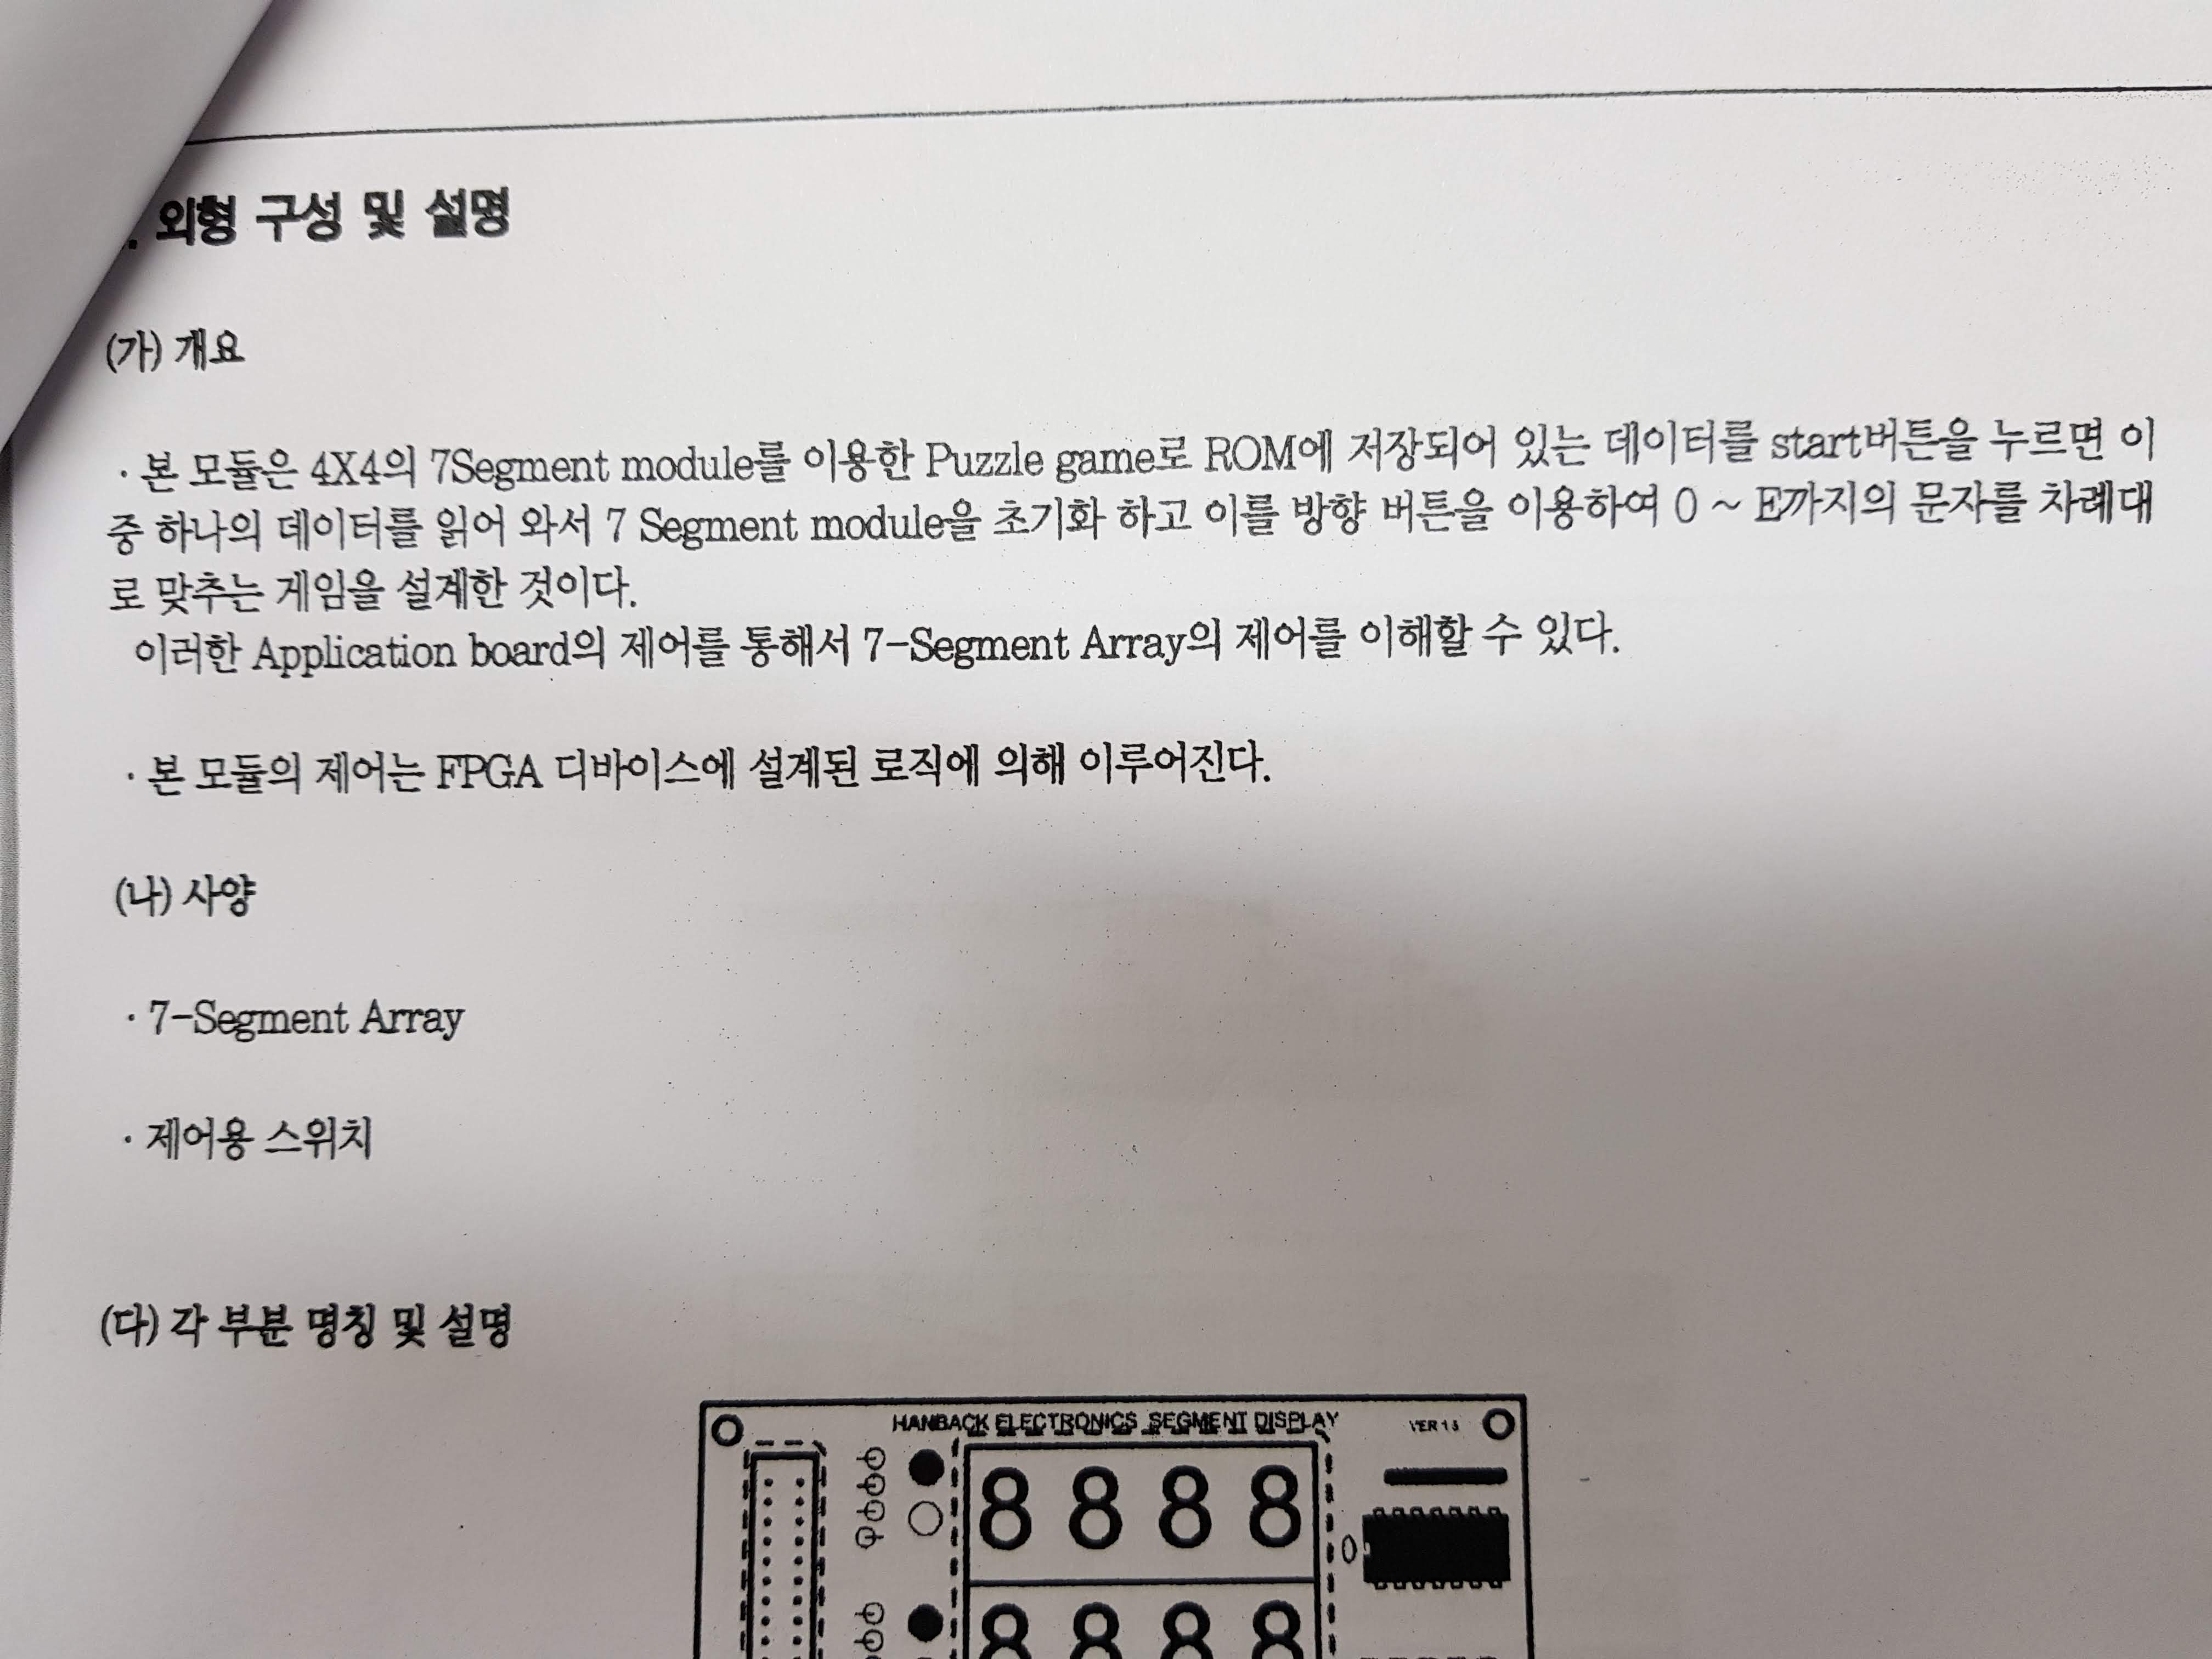 . 외형 구성 및 설명
(가) 개요
· 본 모듈은 4X4의 7Segment module를 이용한 Puzzle game로 ROM에 저장되어 있는 데이터를 start버튼을 누르면 이
중 하나의 데이터를 읽어 와서 7 Segment module을 초기화 하고 이를 방향 버튼을 이용하여 0 ~ E까지의 문자를 차례대
로 맞추는 게임을 설계한 것이다.
이러한 Application board의 제어를 통해서 7-Segment Array의 제어를 이해할 수 있다.
· 본 모듈의 제어는 FPGA 디바이스에 설계된 로직에 의해 이루어진다.
(나) 사양
· 7-Segment Array
· 제어용 스위치
(다) 각 부분 명칭 및 설명
HANBACK ELECTRONICS SEGMENT DISPLAY
8 8 8 8
8 8 8 8